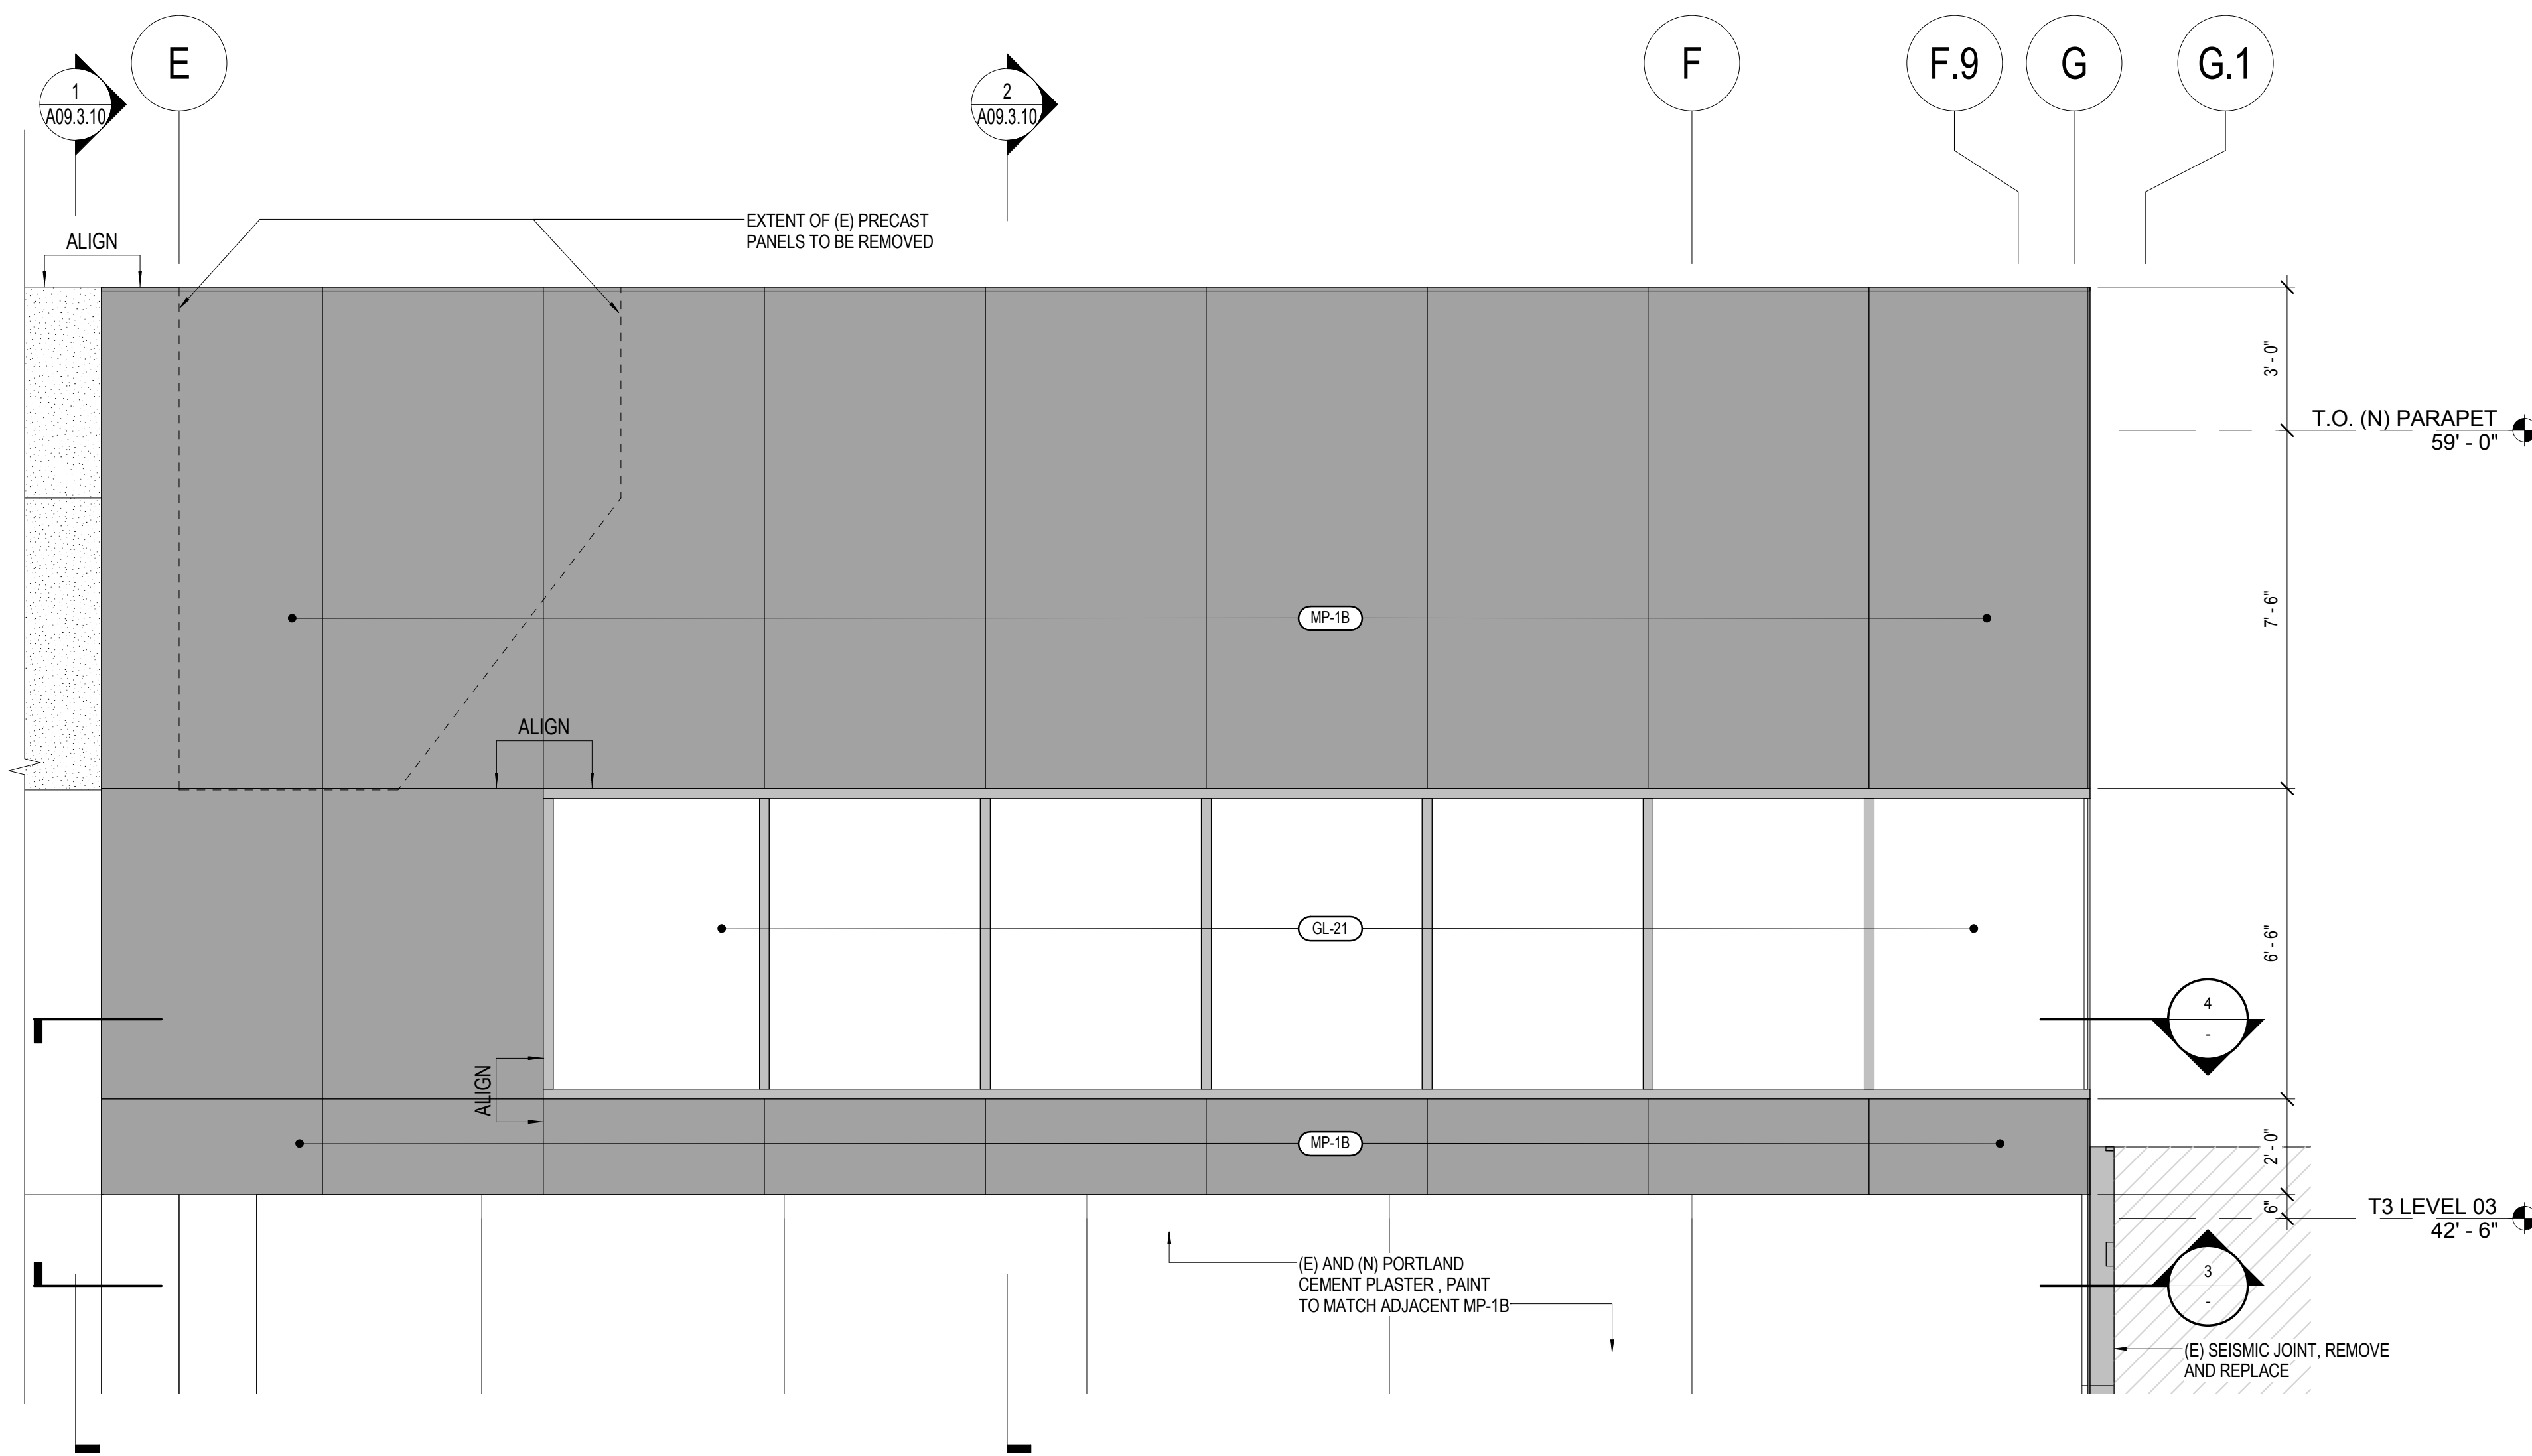 E
F
F.9
G
G.1
1
A09.3.10
2
A09.3.10
EXTENT OF (E) PRECAST
PANELS TO BE REMOVED
ALIGN
3' - 0"
T.O. (N) PARAPET
59' - 0"
7' - 6"
MP-1B
ALIGN
GL-21
6' - 6"
4
-
ALIGN
MP-1B
2' - 0"
6"
T3 LEVEL 03
42' - 6"
(E) AND (N) PORTLAND
CEMENT PLASTER , PAINT
TO MATCH ADJACENT MP-1B
3
-
(E) SEISMIC JOINT, REMOVE
AND REPLACE